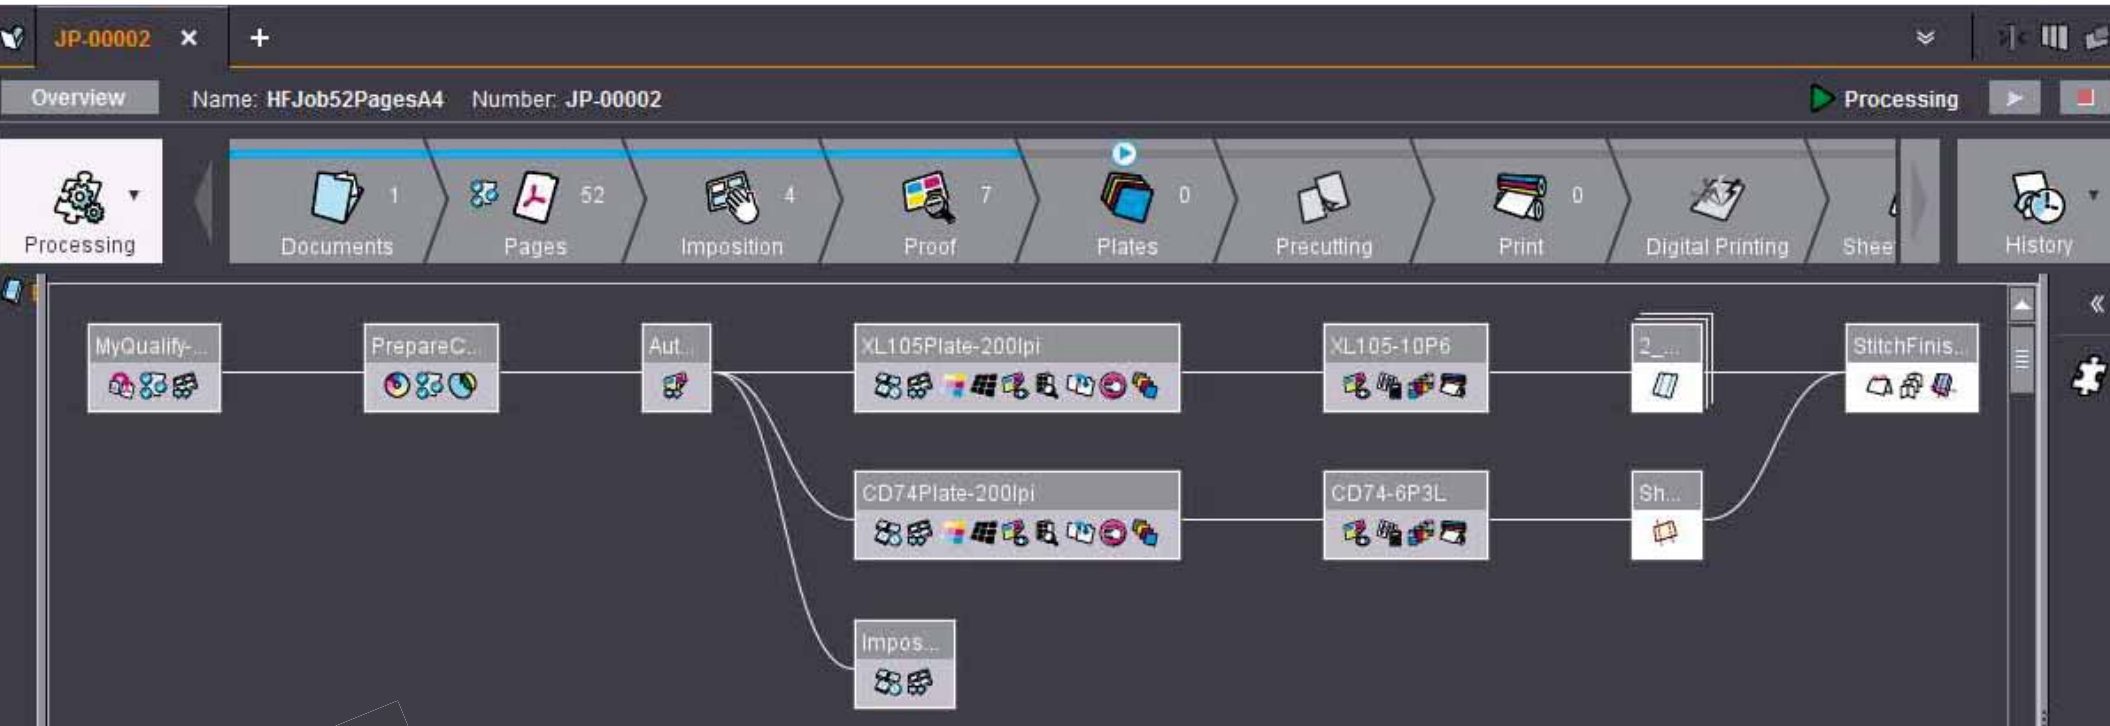 JP-00002
Overview Name: HFJob52PagesA4 Number: JP-00002 Processing
1 52 4 7 0 0
Processing Documents Pages Imposition Proof Plates Precutting Print Digital Printing Shee History
MyQualify-... PrepareC... Aut... XL105Plate-200lpi XL105-10P6 2_... StitchFinis...
CD74Plate-200lpi CD74-6P3L Sh...
Impos...